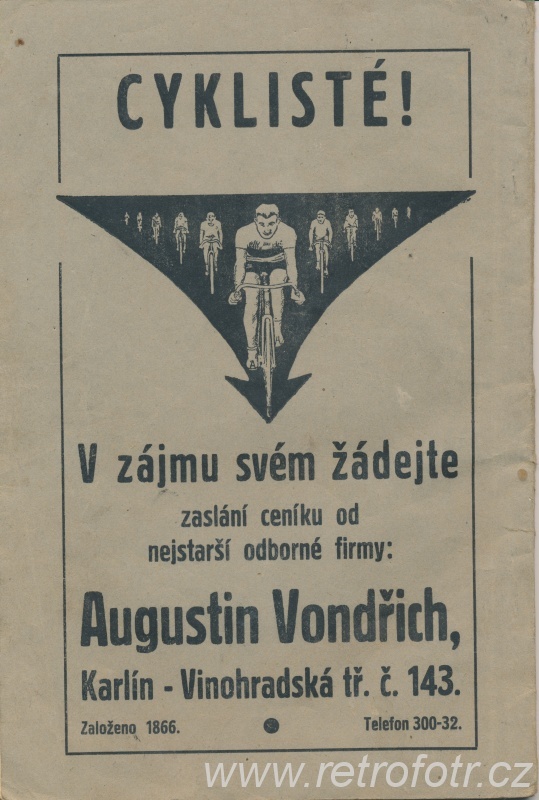 CYKLISTÉ!
V zájmu svém žádejte
zaslání ceníku od
nejstarší odborné firmy:
Augustin Vondřich,
Karlín - Vinohradská tř. č. 143.
Založeno 1866. Telefon 300-32.
www.retrofotr.cz